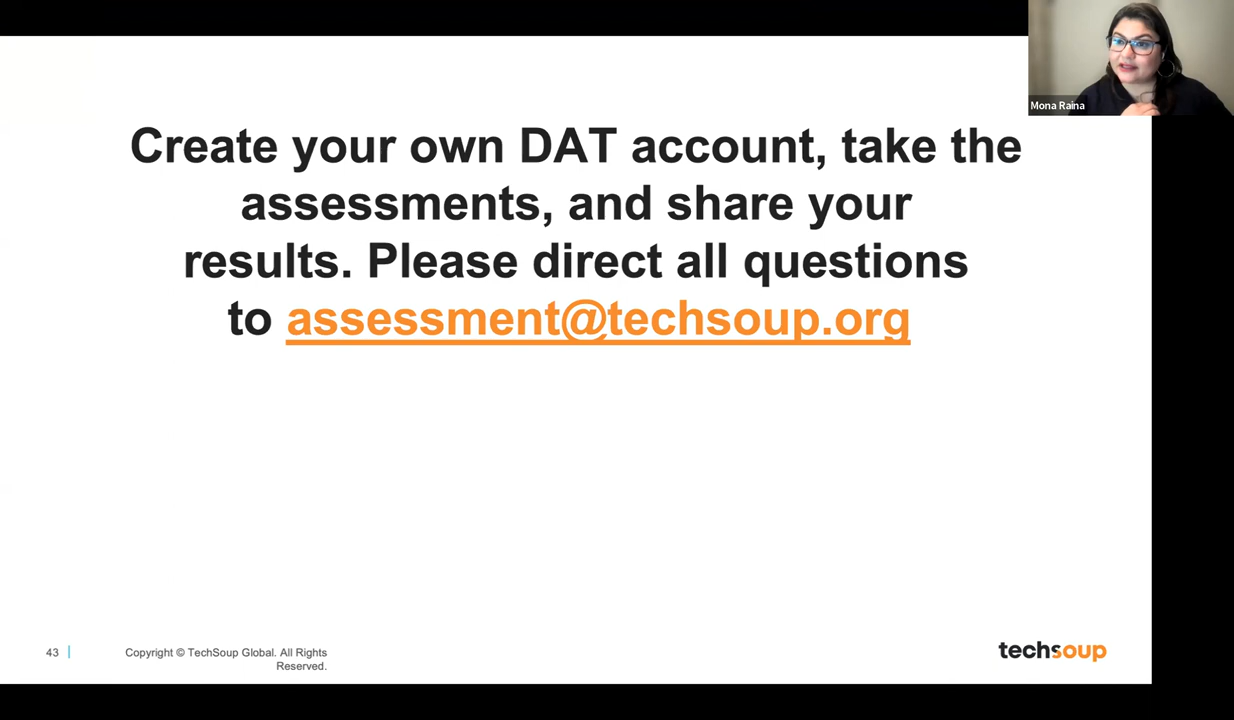 Mona Raina
Create your own DAT account, take the
assessments, and share your
results. Please direct all questions
to assessment@techsoup.org
43
Copyright © TechSoup Global. All Rights
Reserved.
techsoup